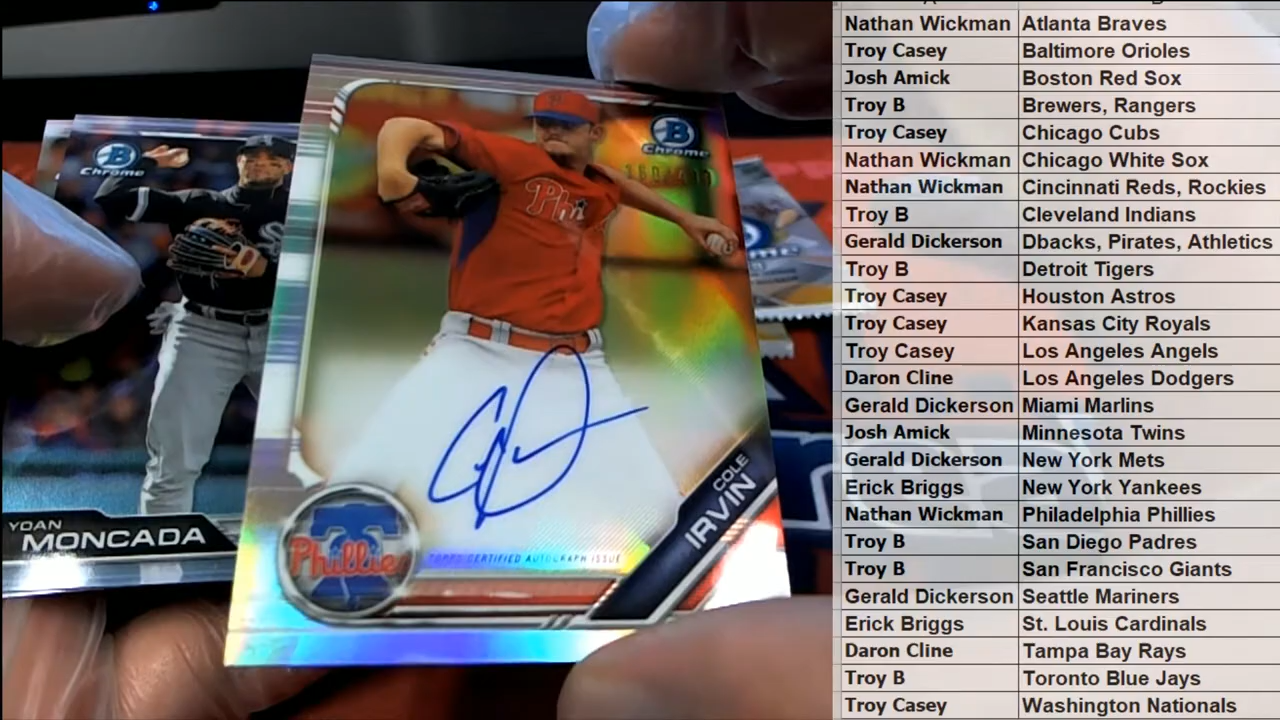 B
Chrome
YOAN
MONCADA
B
Chrome
Phi
COLE
IRVIN
Phillies
TOPPS CERTIFIED AUTOGRAPH ISSUE
Nathan Wickman Atlanta Braves
Troy Casey Baltimore Orioles
Josh Amick Boston Red Sox
Troy B Brewers, Rangers
Troy Casey Chicago Cubs
Nathan Wickman Chicago White Sox
Nathan Wickman Cincinnati Reds, Rockies
Troy B Cleveland Indians
Gerald Dickerson Dbacks, Pirates, Athletics
Troy B Detroit Tigers
Troy Casey Houston Astros
Troy Casey Kansas City Royals
Troy Casey Los Angeles Angels
Daron Cline Los Angeles Dodgers
Gerald Dickerson Miami Marlins
Josh Amick Minnesota Twins
Gerald Dickerson New York Mets
Erick Briggs New York Yankees
Nathan Wickman Philadelphia Phillies
Troy B San Diego Padres
Troy B San Francisco Giants
Gerald Dickerson Seattle Mariners
Erick Briggs St. Louis Cardinals
Daron Cline Tampa Bay Rays
Troy B Toronto Blue Jays
Troy Casey Washington Nationals